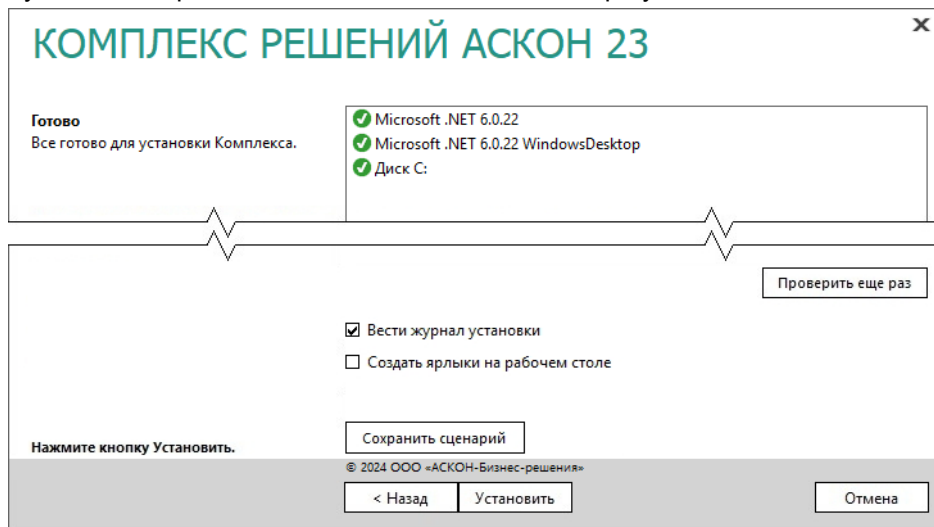 КОМПЛЕКС РЕШЕНИЙ АСКОН 23
Готово
Все готово для установки Комплекса.
Microsoft .NET 6.0.22
Microsoft .NET 6.0.22 WindowsDesktop
Диск C:
Проверить еще раз
Вести журнал установки
Создать ярлыки на рабочем столе
Сохранить сценарий
Нажмите кнопку Установить.
© 2024 ООО «АСКОН-Бизнес-решения»
< Назад
Установить
Отмена